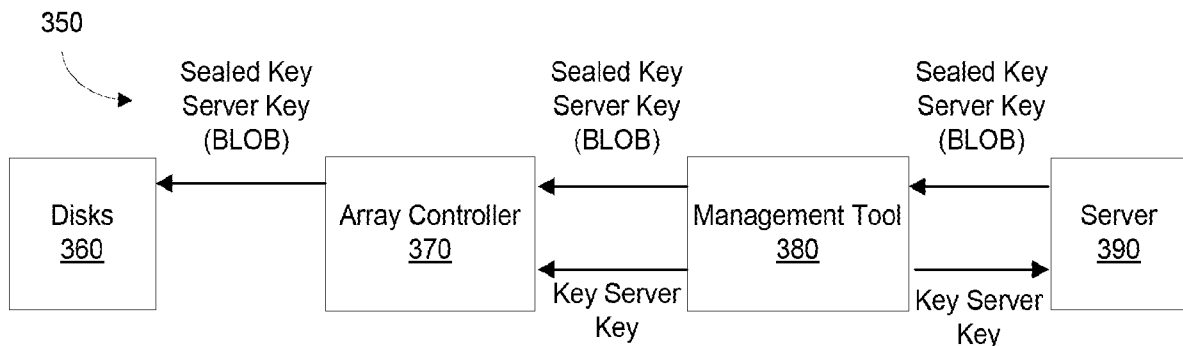 350
Sealed Key
Server Key
(BLOB)
Sealed Key
Server Key
(BLOB)
Sealed Key
Server Key
(BLOB)
Disks
360
Array Controller
370
Management Tool
380
Server
390
Key Server
Key
Key Server
Key